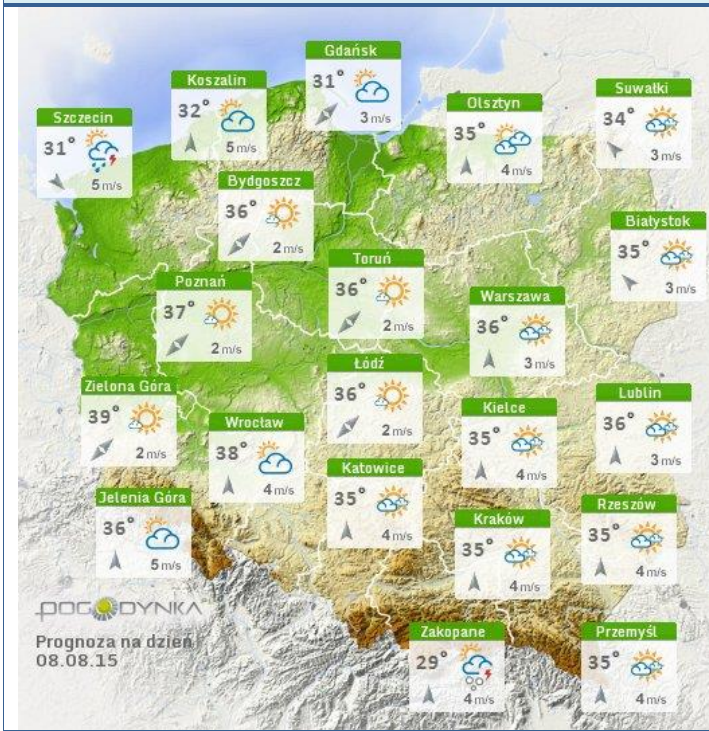 Gdańsk
31°
3 m/s
Koszalin
32°
5 m/s
Olsztyn
35°
4 m/s
Suwałki
34°
3 m/s
Szczecin
31°
5 m/s
Bydgoszcz
36°
2 m/s
Białystok
35°
3 m/s
Toruń
36°
2 m/s
Poznań
37°
2 m/s
Warszawa
36°
3 m/s
Łódź
36°
2 m/s
Zielona Góra
39°
2 m/s
Lublin
36°
3 m/s
Kielce
35°
4 m/s
Wrocław
38°
4 m/s
Katowice
35°
4 m/s
Jelenia Góra
36°
5 m/s
Rzeszów
35°
4 m/s
Kraków
35°
4 m/s
POGODYNKA
Prognoza na dzień
08.08.15
Zakopane
29°
4 m/s
Przemyśl
35°
4 m/s